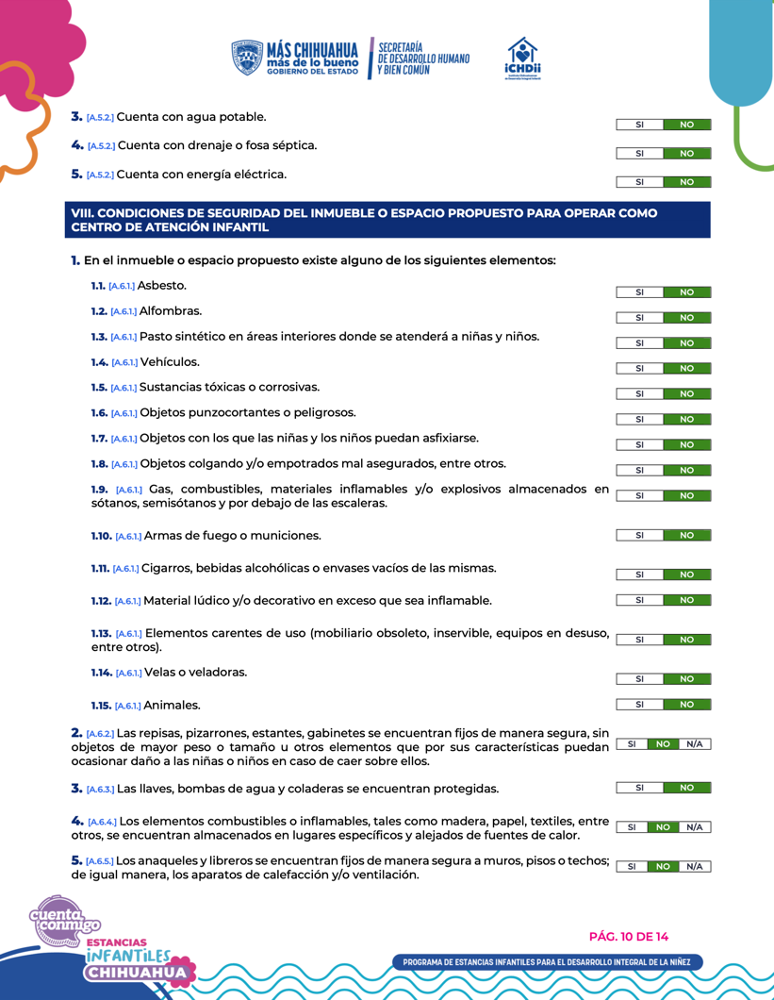 MÁS CHIHUAHUA
más de lo bueno
GOBIERNO DEL ESTADO
SECRETARÍA
DE DESARROLLO HUMANO
Y BIEN COMÚN
iCHDii
3. [A.5.2.] Cuenta con agua potable.
SI NO
4. [A.5.2.] Cuenta con drenaje o fosa séptica.
SI NO
5. [A.5.2.] Cuenta con energía eléctrica.
SI NO
VIII. CONDICIONES DE SEGURIDAD DEL INMUEBLE O ESPACIO PROPUESTO PARA OPERAR COMO
CENTRO DE ATENCIÓN INFANTIL
1. En el inmueble o espacio propuesto existe alguno de los siguientes elementos:
1.1. [A.6.1.] Asbesto.
SI NO
1.2. [A.6.1.] Alfombras.
SI NO
1.3. [A.6.1.] Pasto sintético en áreas interiores donde se atenderá a niñas y niños.
SI NO
1.4. [A.6.1.] Vehículos.
SI NO
1.5. [A.6.1.] Sustancias tóxicas o corrosivas.
SI NO
1.6. [A.6.1.] Objetos punzocortantes o peligrosos.
SI NO
1.7. [A.6.1.] Objetos con los que las niñas y los niños puedan asfixiarse.
SI NO
1.8. [A.6.1.] Objetos colgando y/o empotrados mal asegurados, entre otros.
SI NO
1.9. [A.6.1.] Gas, combustibles, materiales inflamables y/o explosivos almacenados en
sótanos, semisótanos y por debajo de las escaleras.
SI NO
1.10. [A.6.1.] Armas de fuego o municiones.
SI NO
1.11. [A.6.1.] Cigarros, bebidas alcohólicas o envases vacíos de las mismas.
SI NO
1.12. [A.6.1.] Material lúdico y/o decorativo en exceso que sea inflamable.
SI NO
1.13. [A.6.1.] Elementos carentes de uso (mobiliario obsoleto, inservible, equipos en desuso,
entre otros).
SI NO
1.14. [A.6.1.] Velas o veladoras.
SI NO
1.15. [A.6.1.] Animales.
SI NO
2. [A.6.2.] Las repisas, pizarrones, estantes, gabinetes se encuentran fijos de manera segura, sin
objetos de mayor peso o tamaño u otros elementos que por sus características puedan
ocasionar daño a las niñas o niños en caso de caer sobre ellos.
SI NO N/A
3. [A.6.3.] Las llaves, bombas de agua y coladeras se encuentran protegidas.
SI NO
4. [A.6.4.] Los elementos combustibles o inflamables, tales como madera, papel, textiles, entre
otros, se encuentran almacenados en lugares específicos y alejados de fuentes de calor.
SI NO N/A
5. [A.6.5.] Los anaqueles y libreros se encuentran fijos de manera segura a muros, pisos o techos;
de igual manera, los aparatos de calefacción y/o ventilación.
SI NO N/A
cuenta
conmigo
ESTANCIAS
iNFANTiLES
CHIHUAHUA
PÁG. 10 DE 14
PROGRAMA DE ESTANCIAS INFANTILES PARA EL DESARROLLO INTEGRAL DE LA NIÑEZ